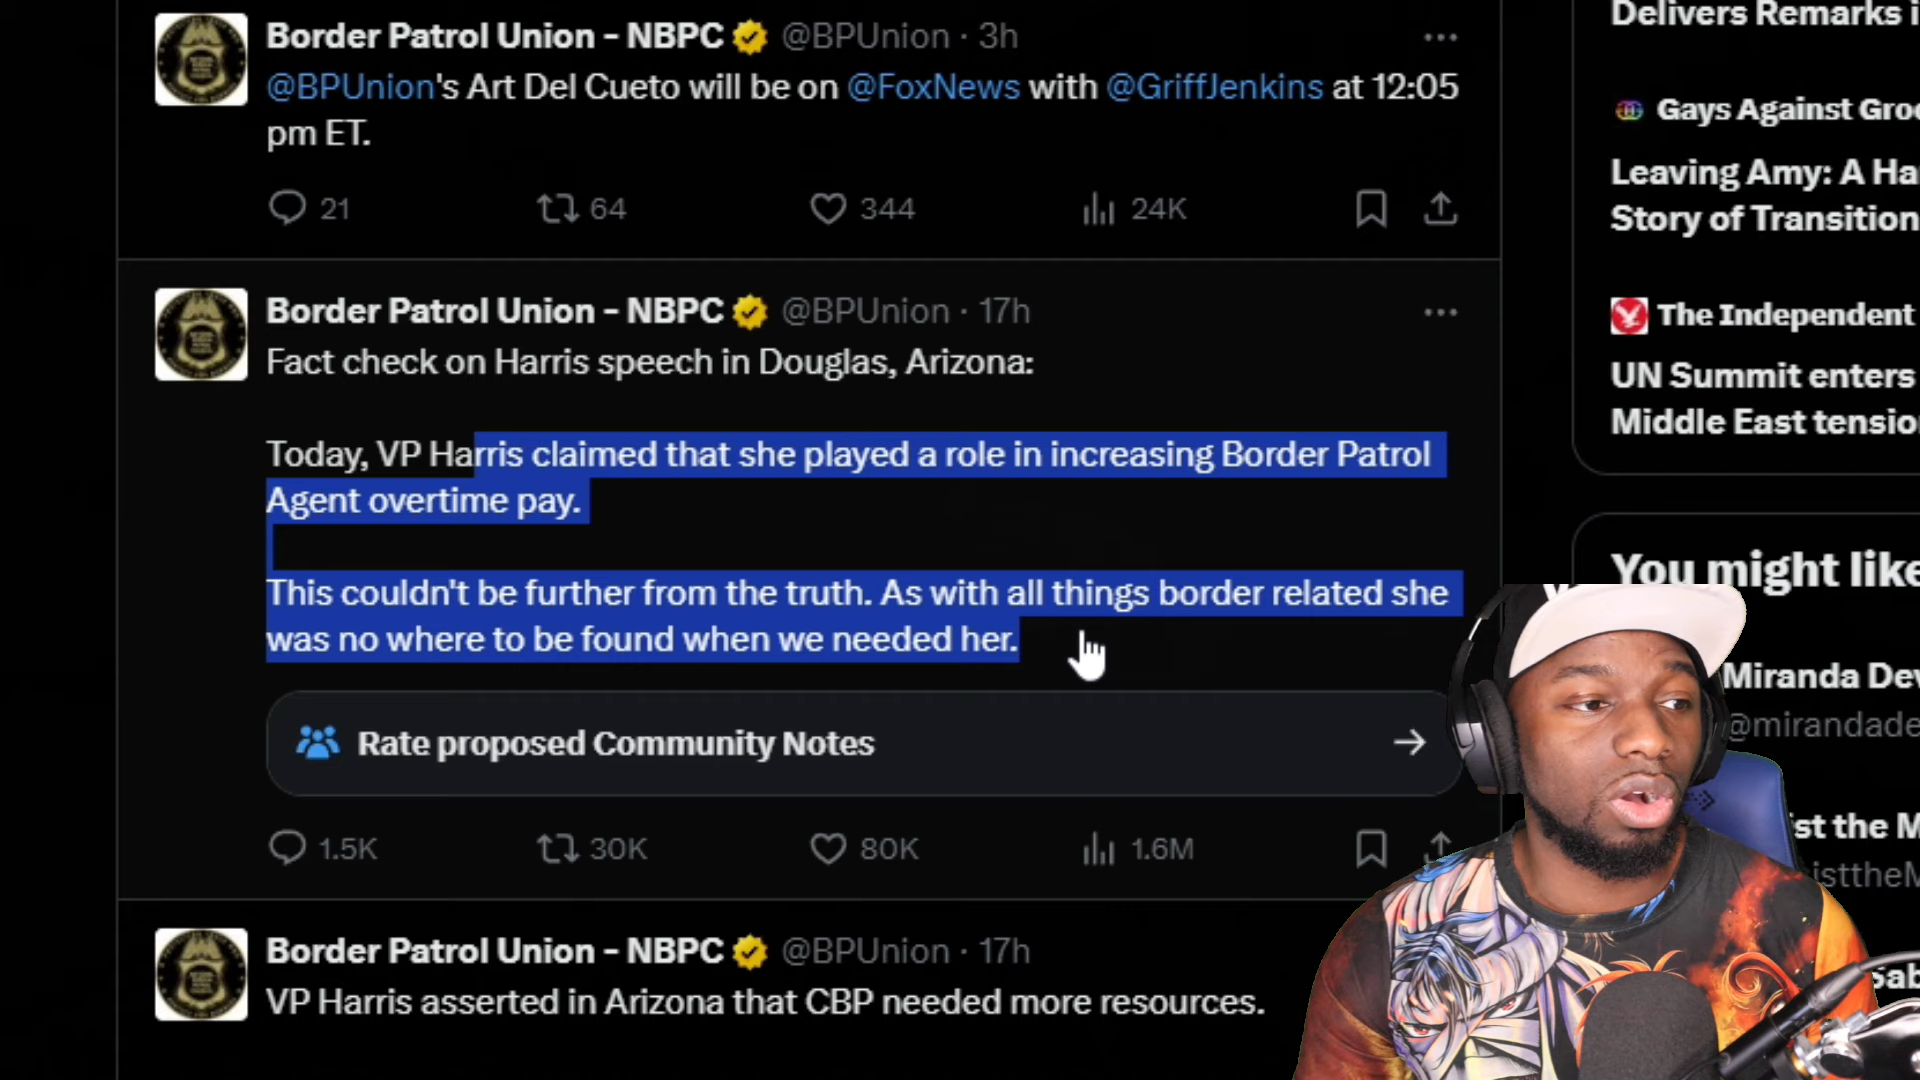 Border Patrol Union - NBPC @BPUnion · 3h
@BPUnion's Art Del Cueto will be on @FoxNews with @GriffJenkins at 12:05
pm ET.
21 64 344 24K
Border Patrol Union - NBPC @BPUnion · 17h
Fact check on Harris speech in Douglas, Arizona:
Today, VP Harris claimed that she played a role in increasing Border Patrol
Agent overtime pay.
This couldn't be further from the truth. As with all things border related she
was no where to be found when we needed her.
Rate proposed Community Notes
1.5K 30K 80K 1.6M
Border Patrol Union - NBPC @BPUnion · 17h
VP Harris asserted in Arizona that CBP needed more resources.
Delivers Remarks
Gays Against
Leaving Amy: A
Story of Transition
The Independent
UN Summit enters
Middle East
You might like
Miranda
st the M